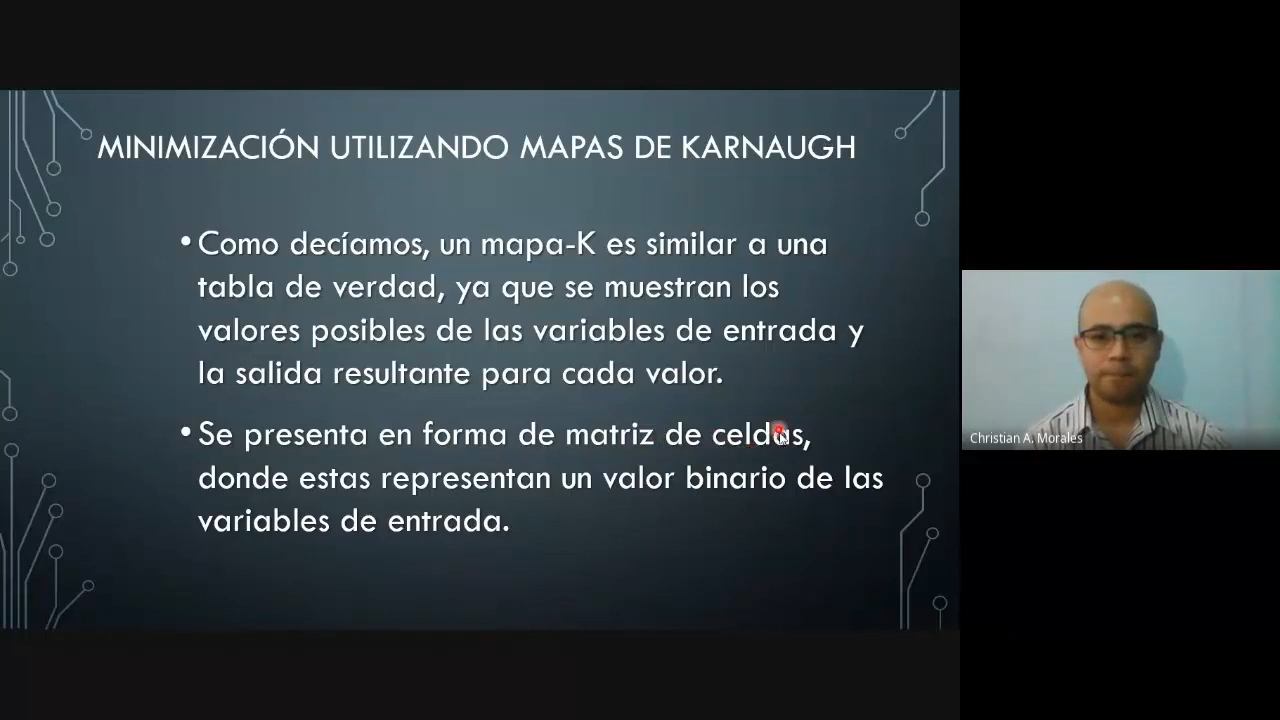 MINIMIZACIÓN UTILIZANDO MAPAS DE KARNAUGH
• Como decíamos, un mapa-K es similar a una
tabla de verdad, ya que se muestran los
valores posibles de las variables de entrada y
la salida resultante para cada valor.
• Se presenta en forma de matriz de celdas,
donde estas representan un valor binario de las
variables de entrada.
Christian A. Morales